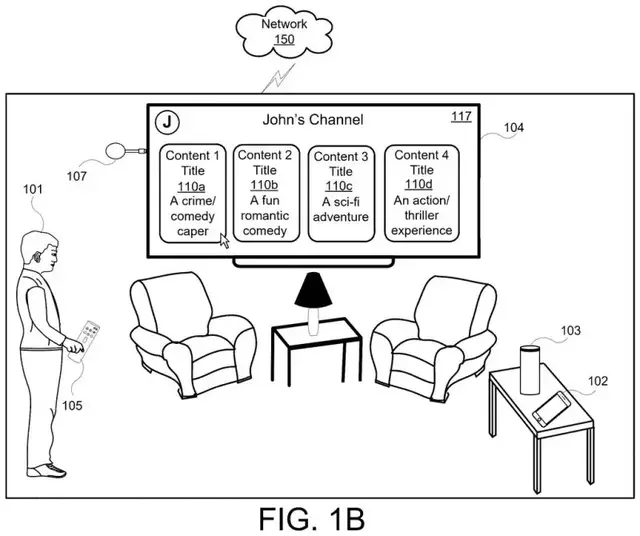 Network
150
J
John's Channel
117
104
107
Content 1
Title
110a
A crime/
comedy
caper
Content 2
Title
110b
A fun
romantic
comedy
Content 3
Title
110c
A sci-fi
adventure
Content 4
Title
110d
An action/
thriller
experience
101
105
103
102
FIG. 1B